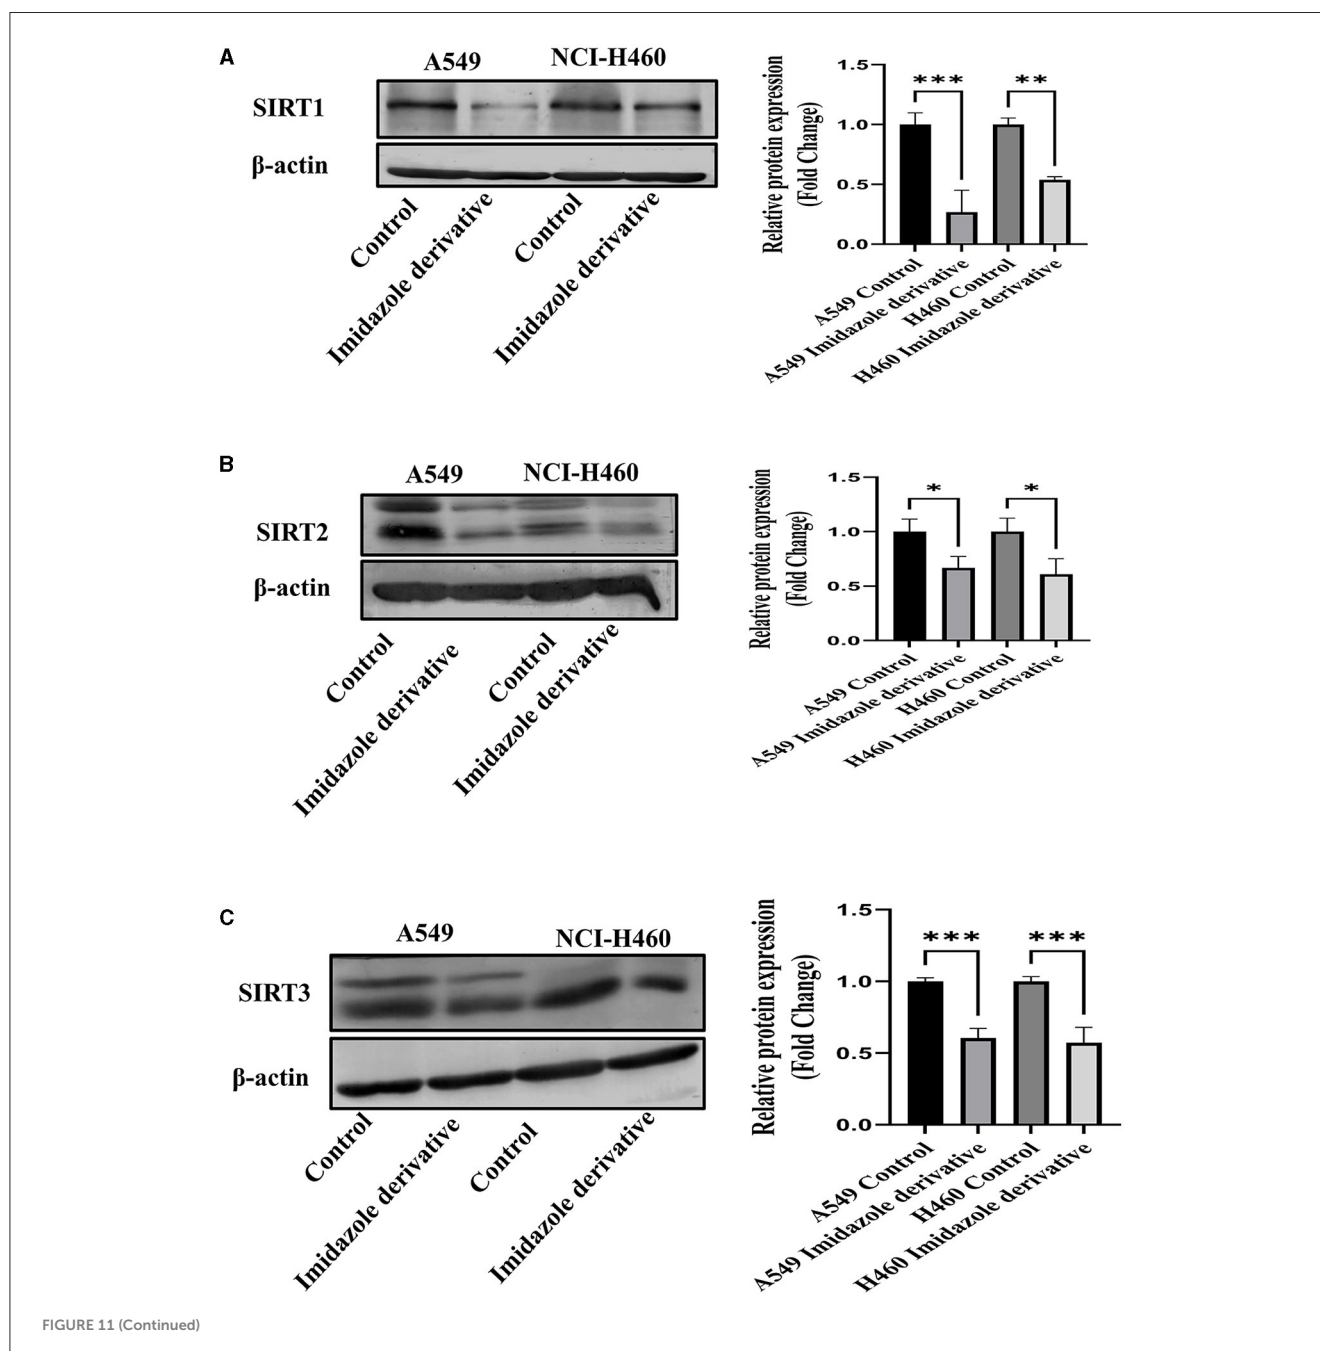 A
A549 NCI-H460
SIRT1
β-actin
Control
Imidazole derivative
Control
Imidazole derivative
Relative protein expression
(Fold Change)
1.5
1.0
0.5
0.0
*** **
A549 Control
A549 Imidazole derivative
H460 Control
H460 Imidazole derivative
B
A549 NCI-H460
SIRT2
β-actin
Control
Imidazole derivative
Control
Imidazole derivative
Relative protein expression
(Fold Change)
1.5
1.0
0.5
0.0
* *
A549 Control
A549 Imidazole derivative
H460 Control
H460 Imidazole derivative
C
A549 NCI-H460
SIRT3
β-actin
Control
Imidazole derivative
Control
Imidazole derivative
Relative protein expression
(Fold Change)
1.5
1.0
0.5
0.0
*** ***
A549 Control
A549 Imidazole derivative
H460 Control
H460 Imidazole derivative
FIGURE 11 (Continued)